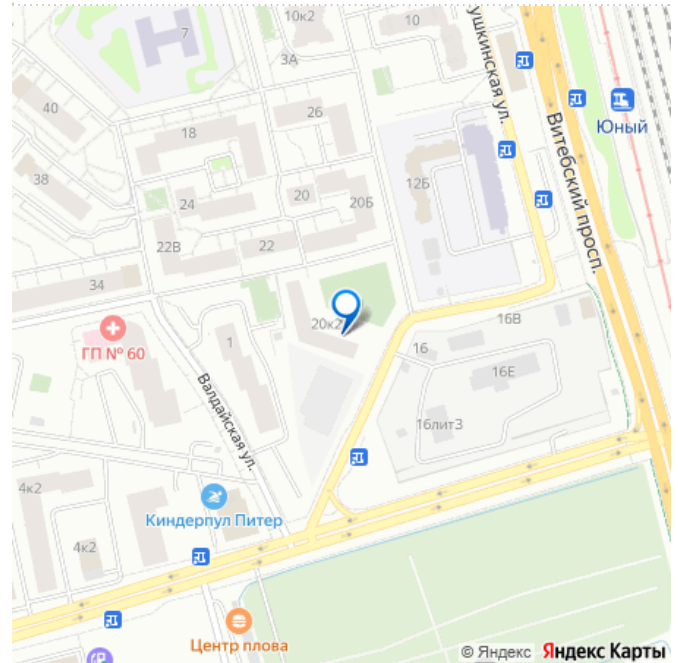 10к2
10
7
3А
40
26
18
38
12Б
20
24
20Б
22В
22
34
20к2
16В
1
16
16Е
16лит3
4к2
4к2
ушкинская ул.
Витебский просп.
Юный
ГП № 60
Валдайская ул.
Киндерпул Питер
Центр плова
© Яндекс Яндекс Карты